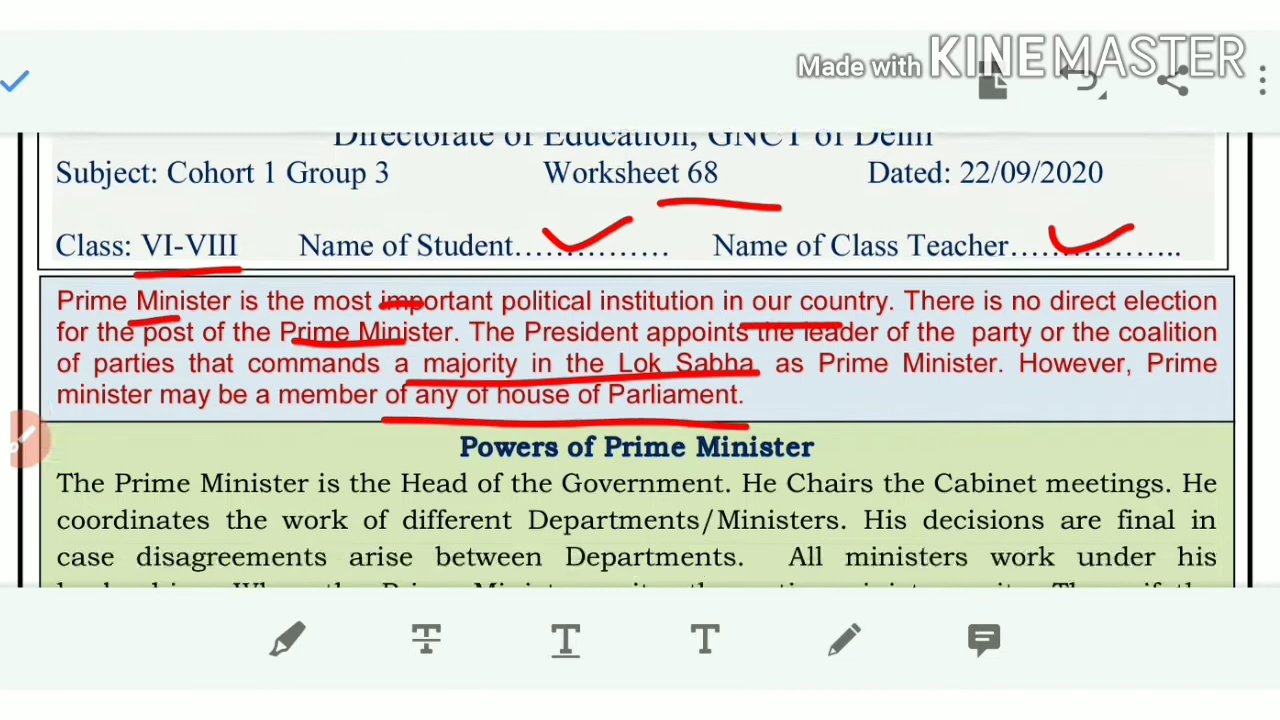 Made with KINEMASTER
Directorate of Education, GNCT of Delhi
Subject: Cohort 1 Group 3 Worksheet 68 Dated: 22/09/2020
Class: VI-VIII Name of Student…............ Name of Class Teacher…..............
Prime Minister is the most important political institution in our country. There is no direct election
for the post of the Prime Minister. The President appoints the leader of the party or the coalition
of parties that commands a majority in the Lok Sabha as Prime Minister. However, Prime
minister may be a member of any of house of Parliament.
Powers of Prime Minister
The Prime Minister is the Head of the Government. He Chairs the Cabinet meetings. He
coordinates the work of different Departments/Ministers. His decisions are final in
case disagreements arise between Departments. All ministers work under his